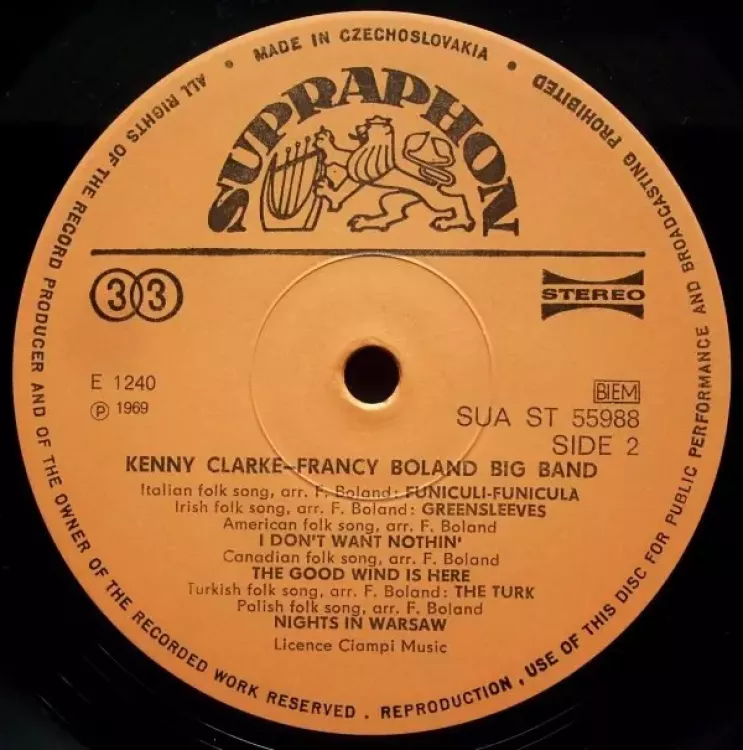 MADE IN CZECHOSLOVAKIA
ALL RIGHTS OF THE RECORD PRODUCER AND OF THE OWNER OF THE RECORDED WORK RESERVED . REPRODUCTION , USE OF THIS DISC FOR PUBLIC PERFORMANCE AND BROADCASTING PROHIBITED
SUPRAPHON
33
STEREO
E 1240
BIEM
℗ 1969
SUA ST 55988
SIDE 2
KENNY CLARKE-FRANCY BOLAND BIG BAND
Italian folk song, arr. F. Boland: FUNICULI-FUNICULA
Irish folk song, arr. F. Boland: GREENSLEEVES
American folk song, arr. F. Boland
I DON'T WANT NOTHIN'
Canadian folk song, arr. F. Boland
THE GOOD WIND IS HERE
Turkish folk song, arr. F. Boland: THE TURK
Polish folk song, arr. F. Boland
NIGHTS IN WARSAW
Licence Ciampi Music